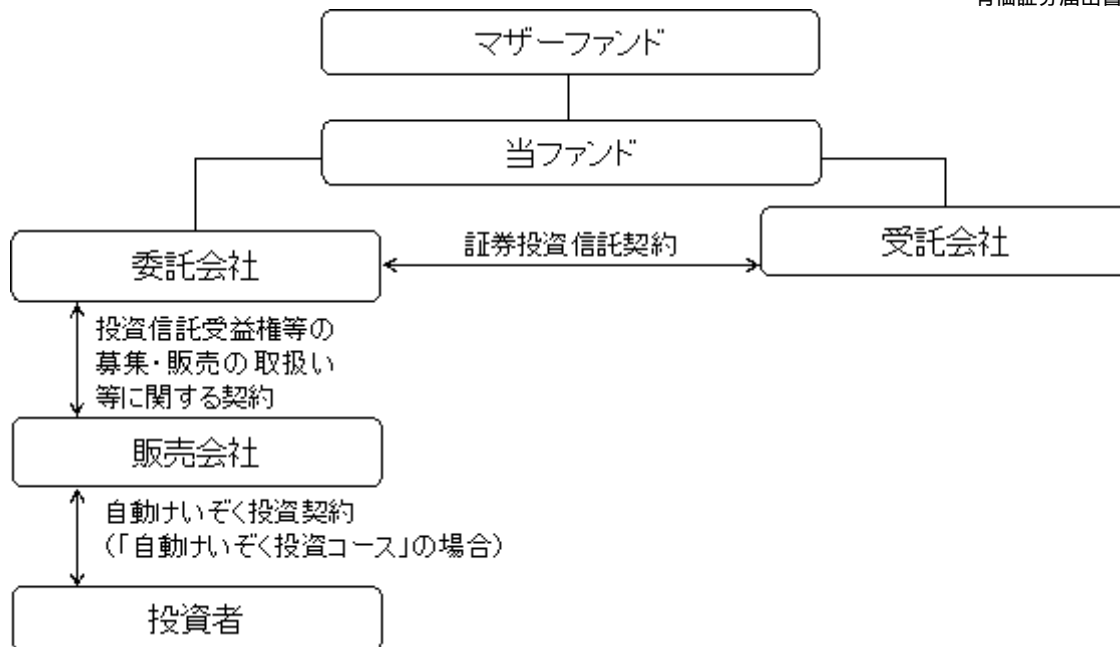 マザーファンド
当ファンド
委託会社
証券投資信託契約
受託会社
投資信託受益権等の
募集・販売の取扱い
等に関する契約
販売会社
自動けいぞく投資契約
（「自動けいぞく投資コース」の場合）
投資者